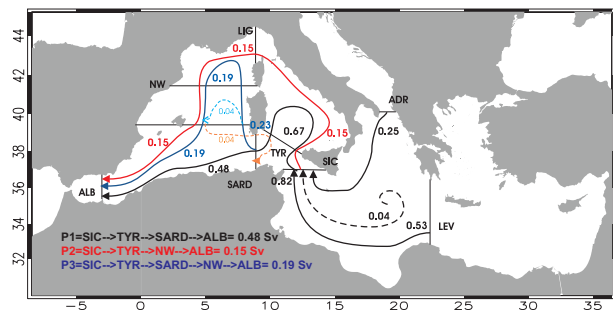 44
42
40
38
36
34
32
LIG
0.15
NW
0.19
ADR
0.04
0.23
0.67
0.25
0.04
TYR
0.15
0.15
0.19
SIC
0.48
ALB
SARD
0.82
0.04
0.53
LEV
P1=SIC-->TYR-->SARD-->ALB= 0.48 Sv
P2=SIC-->TYR-->NW-->ALB= 0.15 Sv
P3=SIC-->TYR-->SARD-->NW-->ALB= 0.19 Sv
−5 0 5 10 15 20 25 30 35